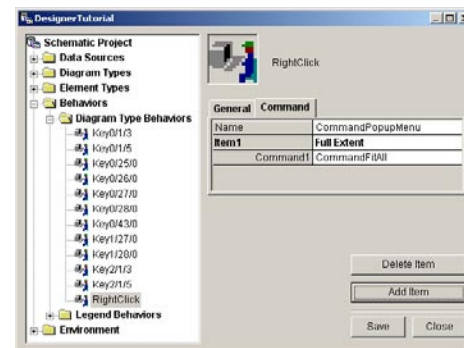 DesignerTutorial
Schematic Project
Data Sources
Diagram Types
Element Types
Behaviors
Diagram Type Behaviors
Key0/1/3
Key0/1/5
Key0/25/0
Key0/26/0
Key0/27/0
Key0/28/0
Key0/43/0
Key1/27/0
Key1/28/0
Key2/1/3
Key2/1/5
RightClick
Legend Behaviors
Environment
RightClick
General Command
Name CommandPopupMenu
Item1 Full Extent
Command1 CommandFitAll
Delete Item
Add Item
Save Close